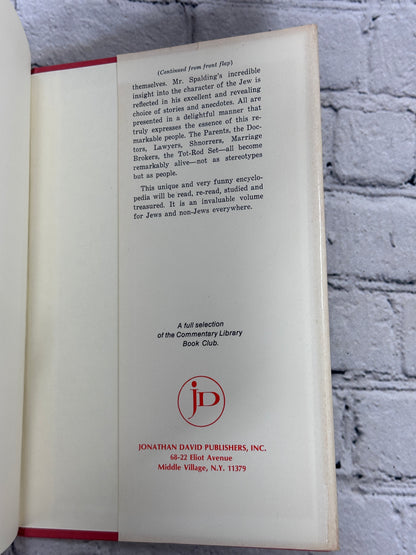 (Continued from front flap)
themselves. Mr. Spalding's incredible
insight into the character of the Jew is
reflected in his excellent and revealing
choice of stories and anecdotes. All are
presented in a delightful manner that
truly expresses the essence of this re-
markable people. The Parents, the Doc-
tors, Lawyers, Shnorrers, Marriage
Brokers, the Tot-Rod Set—all become
remarkably alive—not as stereotypes
but as people.
This unique and very funny encyclo-
pedia will be read, re-read, studied and
treasured. It is an invaluable volume
for Jews and non-Jews everywhere.
A full selection
of the Commentary Library
Book Club.
JD
JONATHAN DAVID PUBLISHERS, INC.
68-22 Eliot Avenue
Middle Village, N.Y. 11379